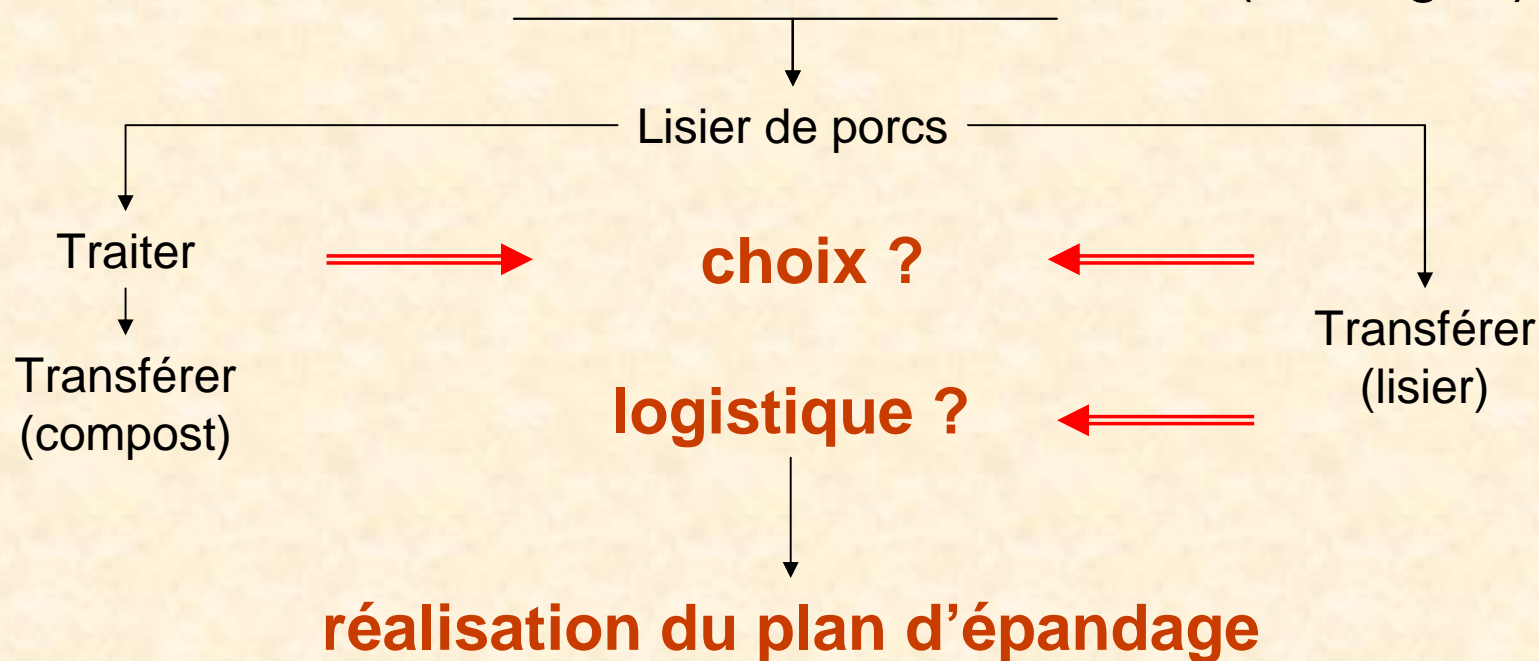 Lisier de porcs
Traiter
choix ?
Transférer
(lisier)
Transférer
(compost)
logistique ?
réalisation du plan d’épandage